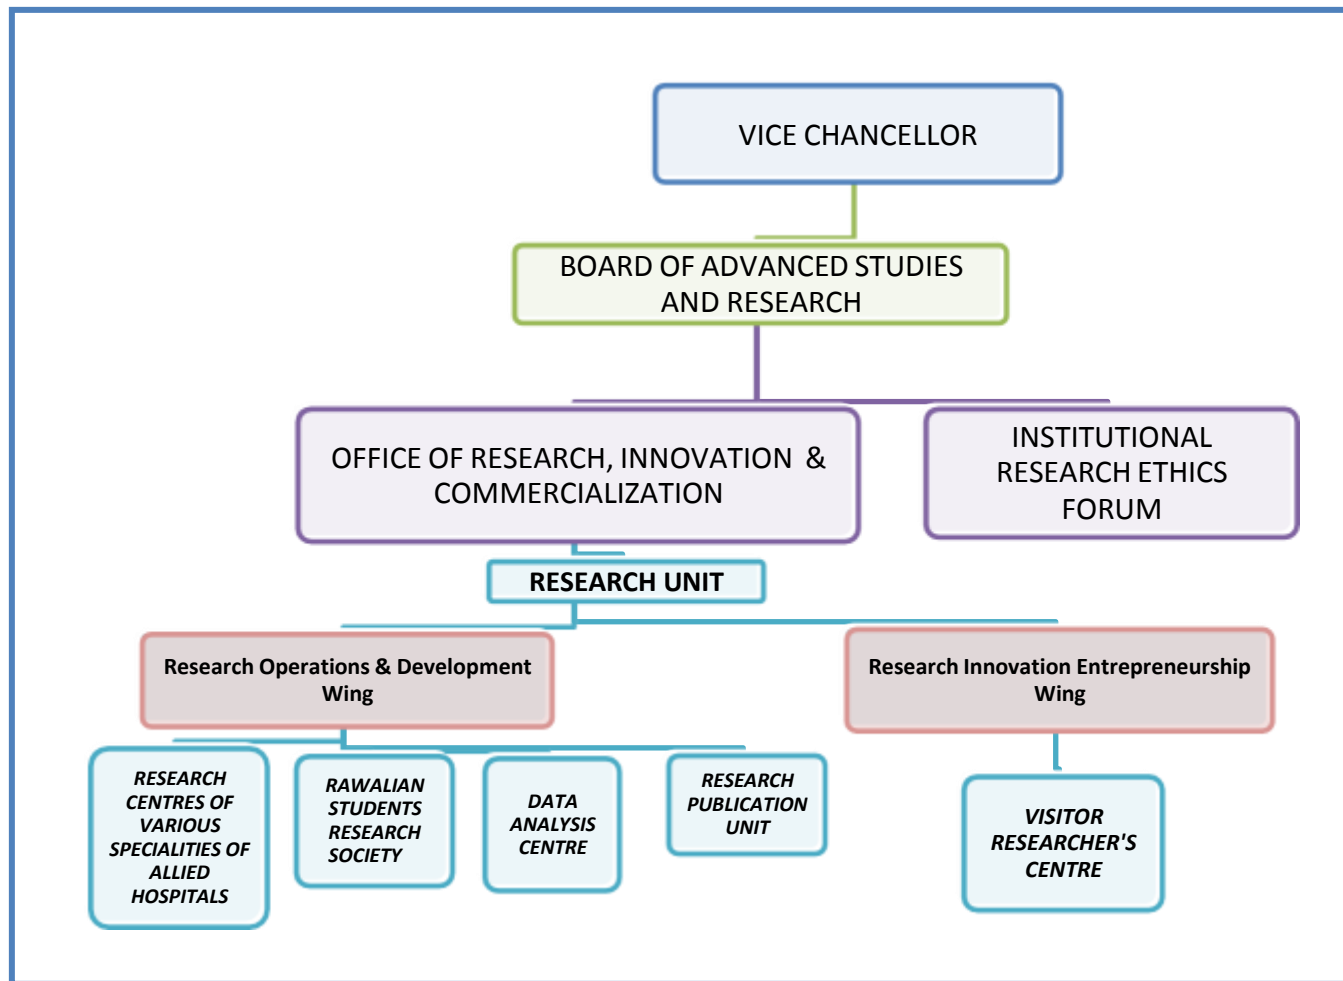 VICE CHANCELLOR
BOARD OF ADVANCED STUDIES
AND RESEARCH
OFFICE OF RESEARCH, INNOVATION &
COMMERCIALIZATION
INSTITUTIONAL
RESEARCH ETHICS
FORUM
RESEARCH UNIT
Research Operations & Development
Wing
Research Innovation Entrepreneurship
Wing
RESEARCH
CENTRES OF
VARIOUS
SPECIALITIES OF
ALLIED
HOSPITALS
RAWALIAN
STUDENTS
RESEARCH
SOCIETY
DATA
ANALYSIS
CENTRE
RESEARCH
PUBLICATION
UNIT
VISITOR
RESEARCHER'S
CENTRE